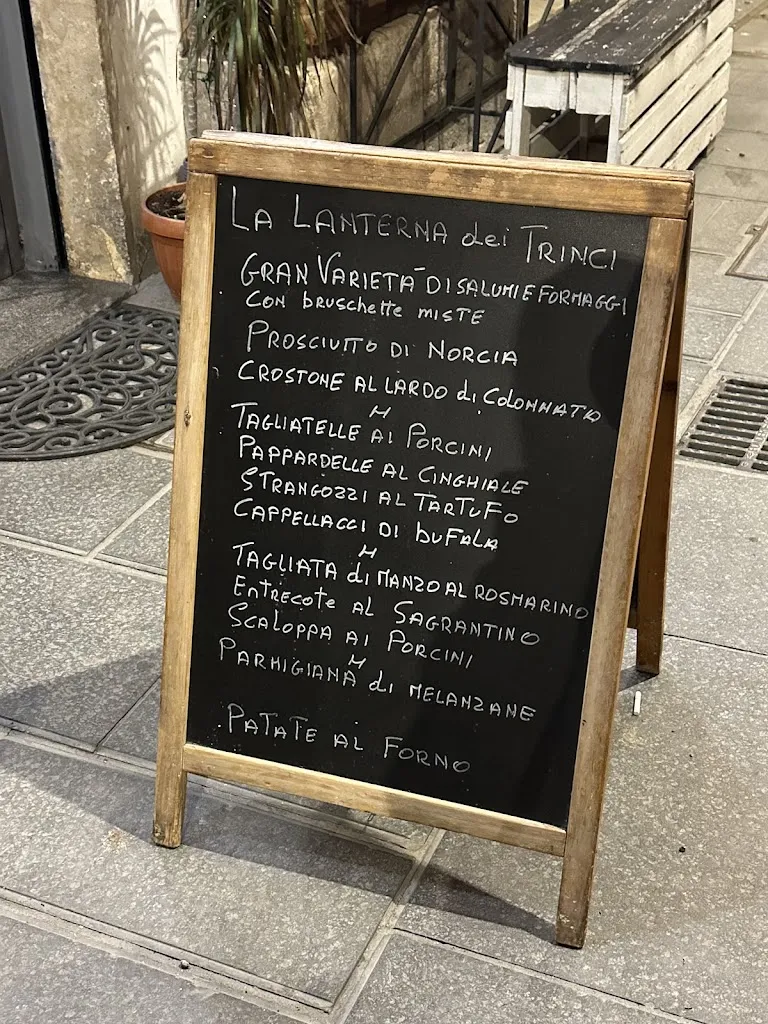 LA LANTERNA dei TRINCI
GRAN VARIETÀ DI SALUMI E FORMAGGI
CON bruschette MISTE
PROSCIUTTO DI NORCIA
CROSTONE AL LARDO di COLONNATA
TAGLIATELLE AI PORCINI
PAPPARDELLE AL CINGHIALE
STRANGOZZI AL TARTUFO
CAPPELLACCI DI bUFALA
TAGLIATA di MANZO AL ROSMARINO
ENTRECOTE AL SAGRANTINO
SCALOPPA AI PORCINI
PARMIGIANA di MELANZANE
PATATE AL FORNO